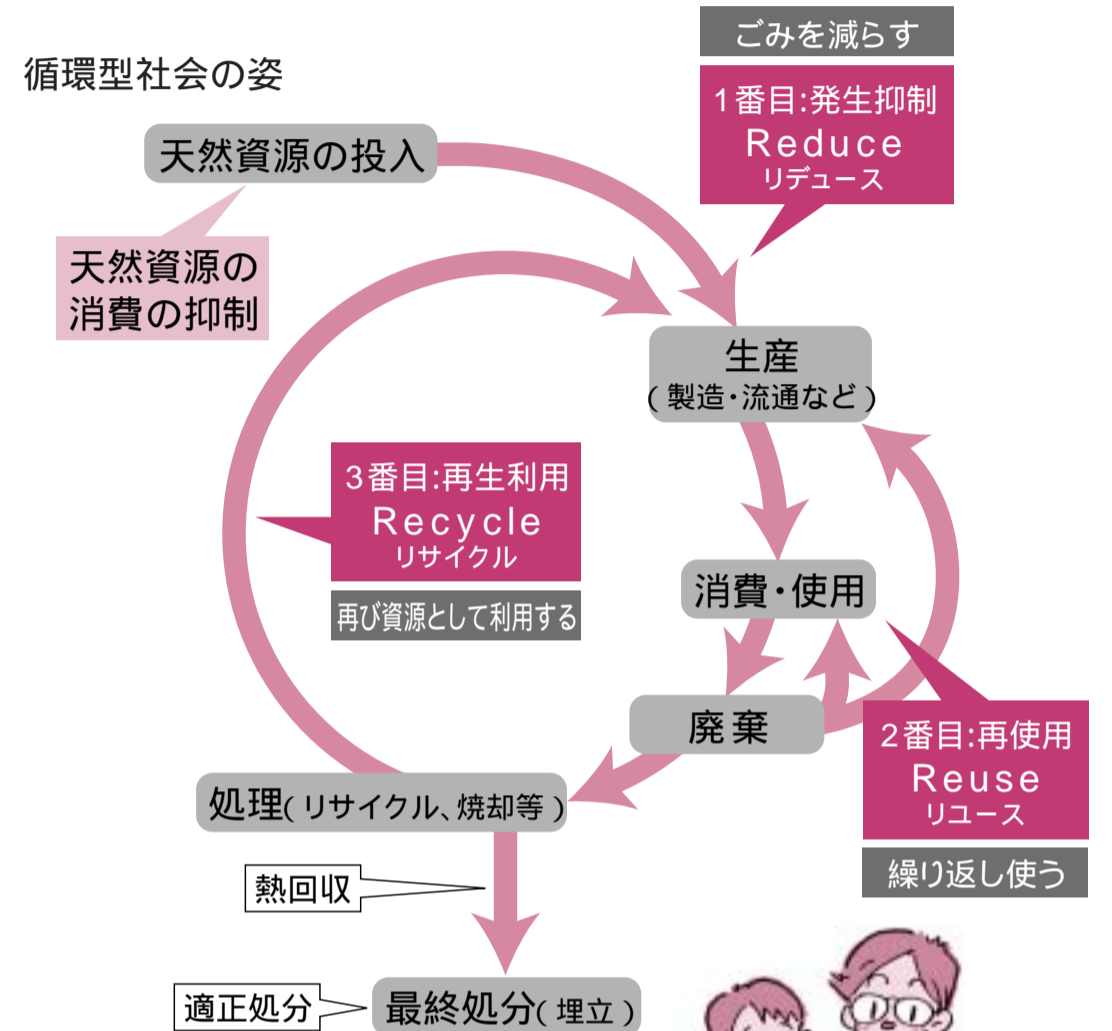 循環型社会の姿
ごみを減らす
1番目:発生抑制
Reduce
リデュース
天然資源の投入
天然資源の
消費の抑制
生産
(製造・流通など)
3番目:再生利用
Recycle
リサイクル
再び資源として利用する
消費・使用
廃棄
2番目:再使用
Reuse
リユース
繰り返し使う
処理(リサイクル、焼却等)
熱回収
適正処分
最終処分(埋立)